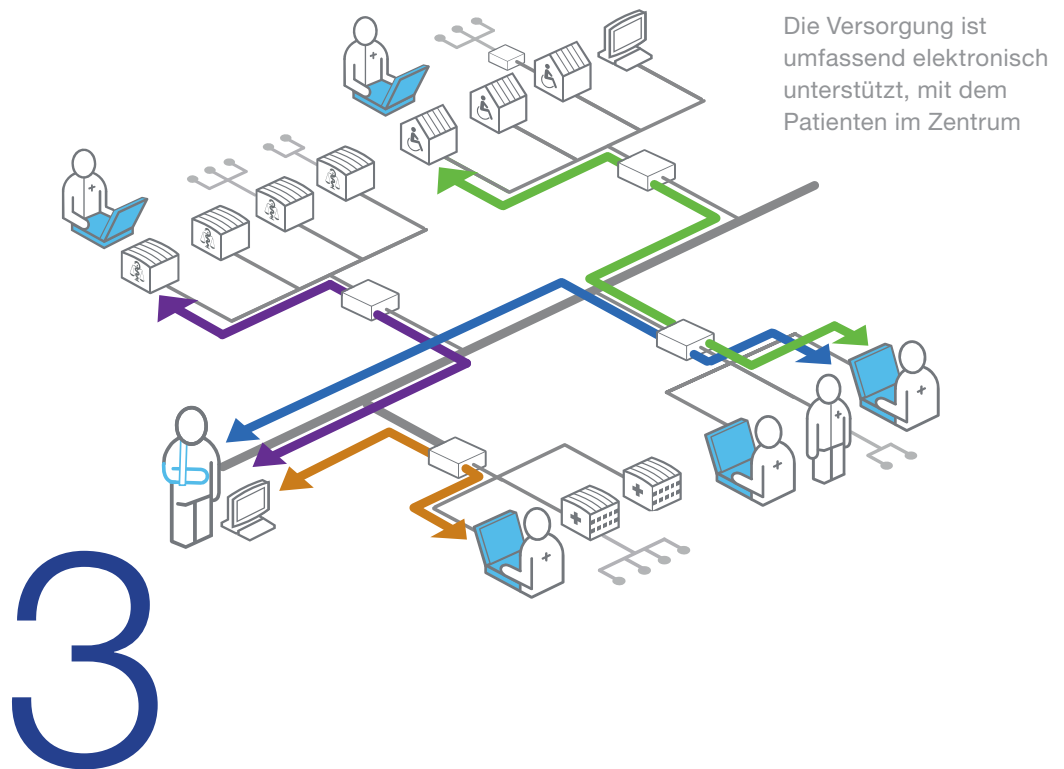 Die Versorgung ist
umfassend elektronisch
unterstützt, mit dem
Patienten im Zentrum
3